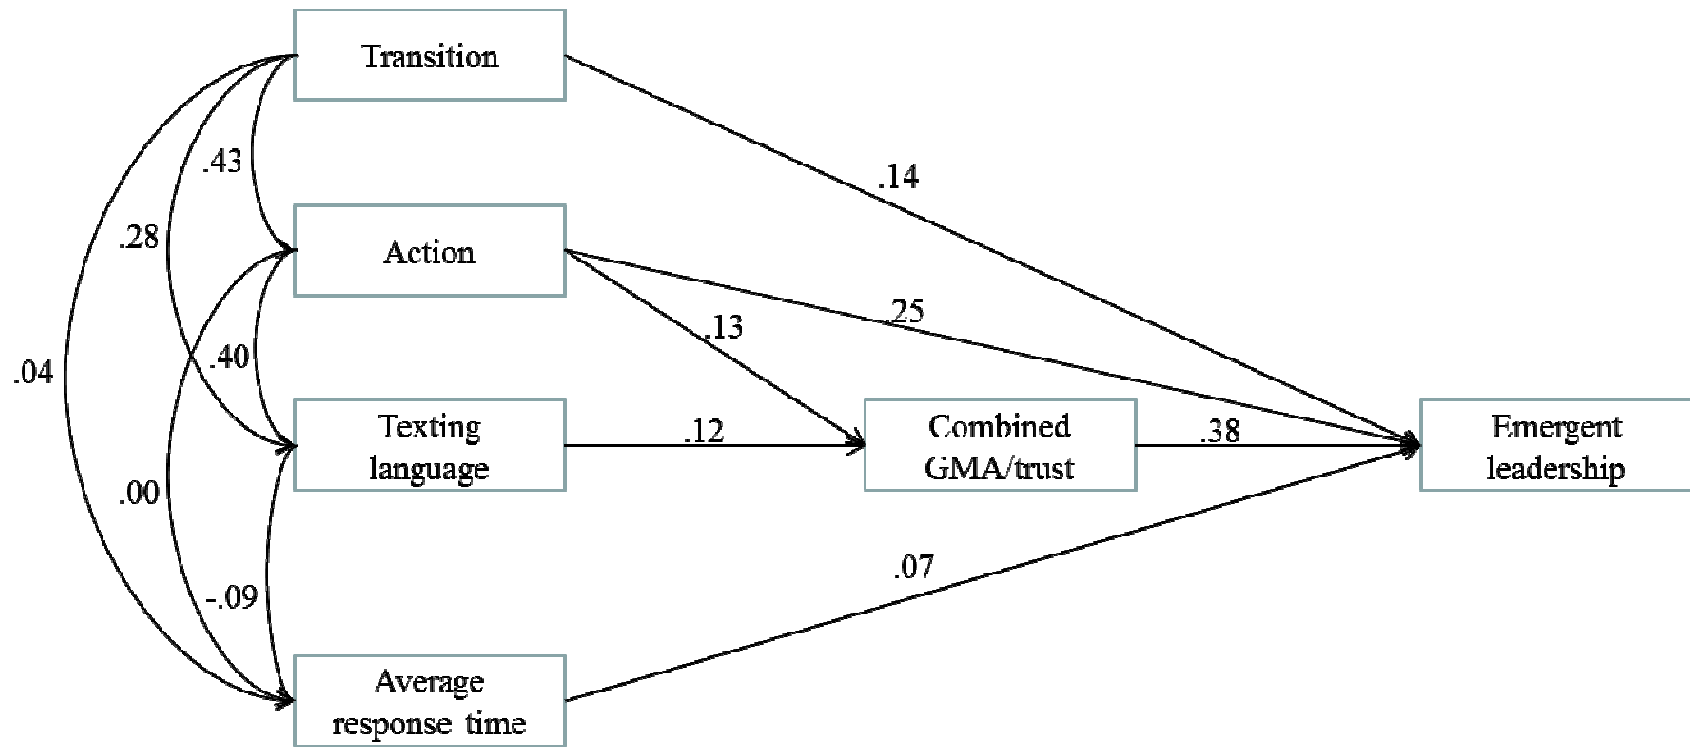 Transition
.43
.14
.28
Action
.25
.13
.40
.04
Texting
language
.12
Combined
GMA/trust
.38
Emergent
leadership
.00
-.09
.07
Average
response time